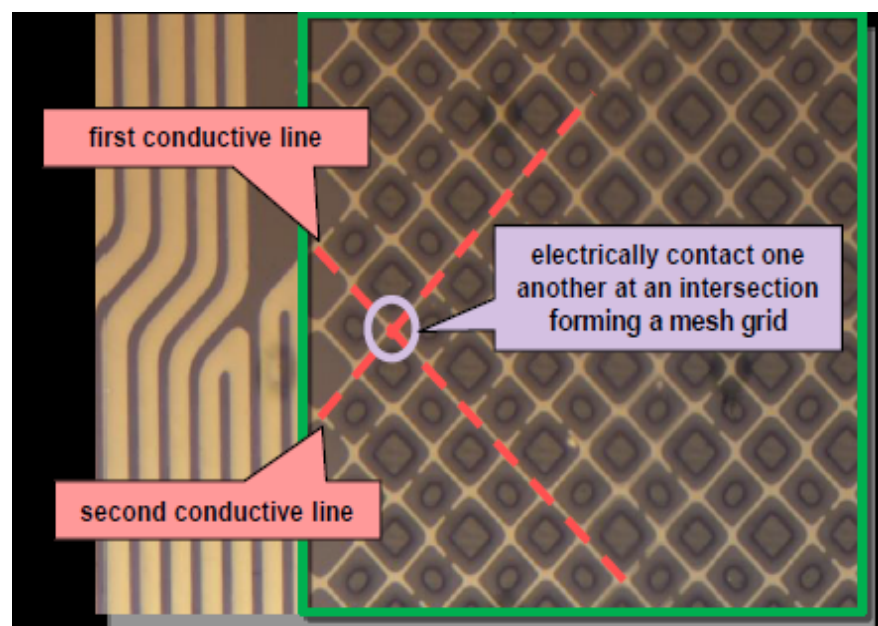 first conductive line
electrically contact one
another at an intersection
forming a mesh grid
second conductive line